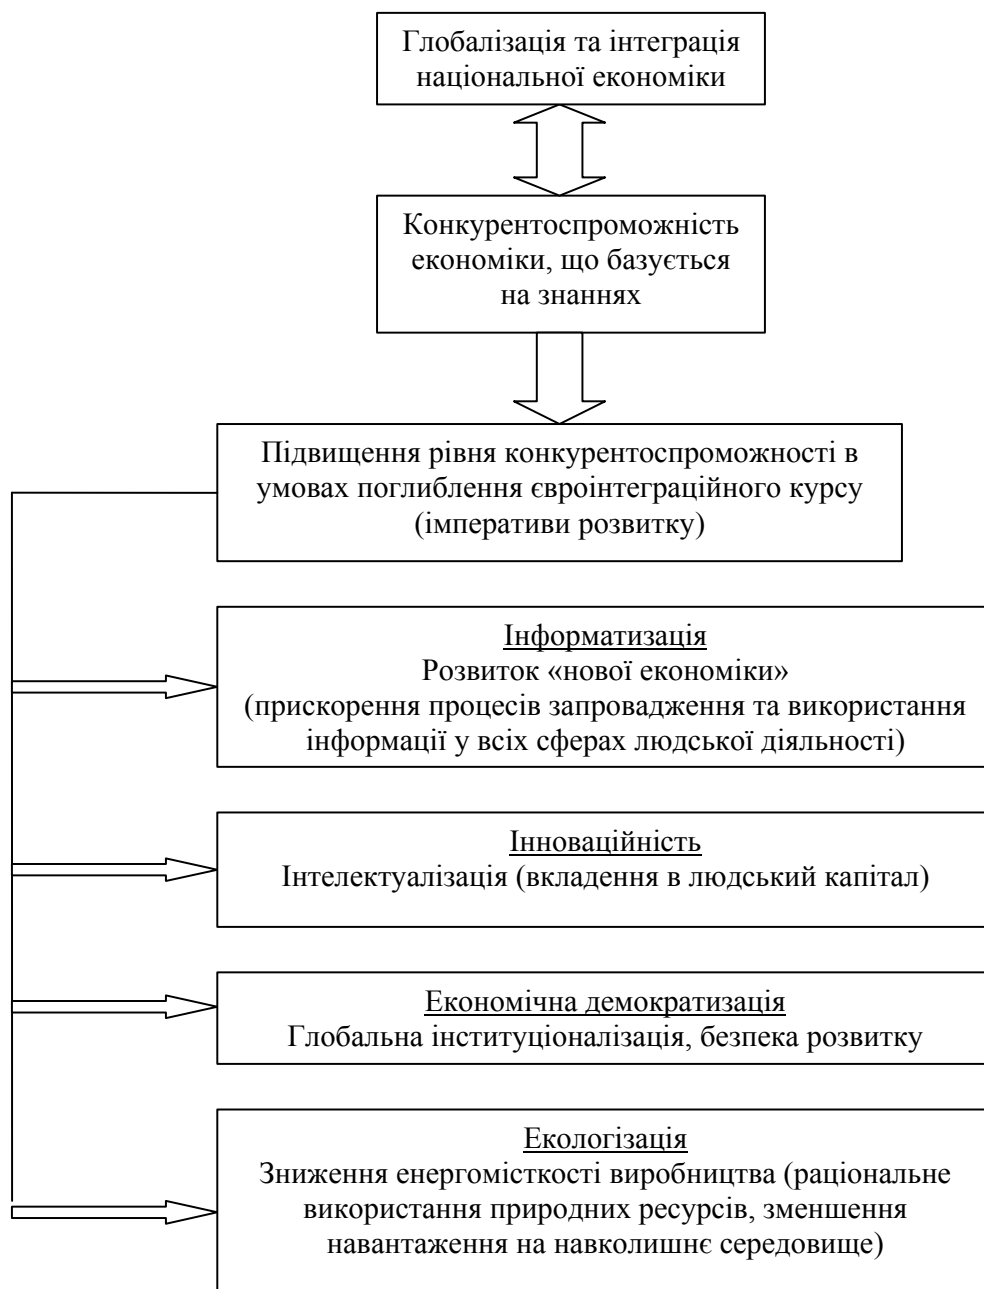 Глобалізація та інтеграція
національної економіки
Конкурентоспроможність
економіки, що базується
на знаннях
Підвищення рівня конкурентоспроможності в
умовах поглиблення євроінтеграційного курсу
(імперативи розвитку)
Інформатизація
Розвиток «нової економіки»
(прискорення процесів запровадження та використання
інформації у всіх сферах людської діяльності)
Інноваційність
Інтелектуалізація (вкладення в людський капітал)
Економічна демократизація
Глобальна інституціоналізація, безпека розвитку
Екологізація
Зниження енергомісткості виробництва (раціональне
використання природних ресурсів, зменшення
навантаження на навколишнє середовище)